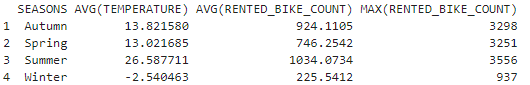 SEASONS AVG(TEMPERATURE) AVG(RENTED_BIKE_COUNT) MAX(RENTED_BIKE_COUNT)
1 Autumn 13.821580 924.1105 3298
2 Spring 13.021685 746.2542 3251
3 Summer 26.587711 1034.0734 3556
4 Winter -2.540463 225.5412 937